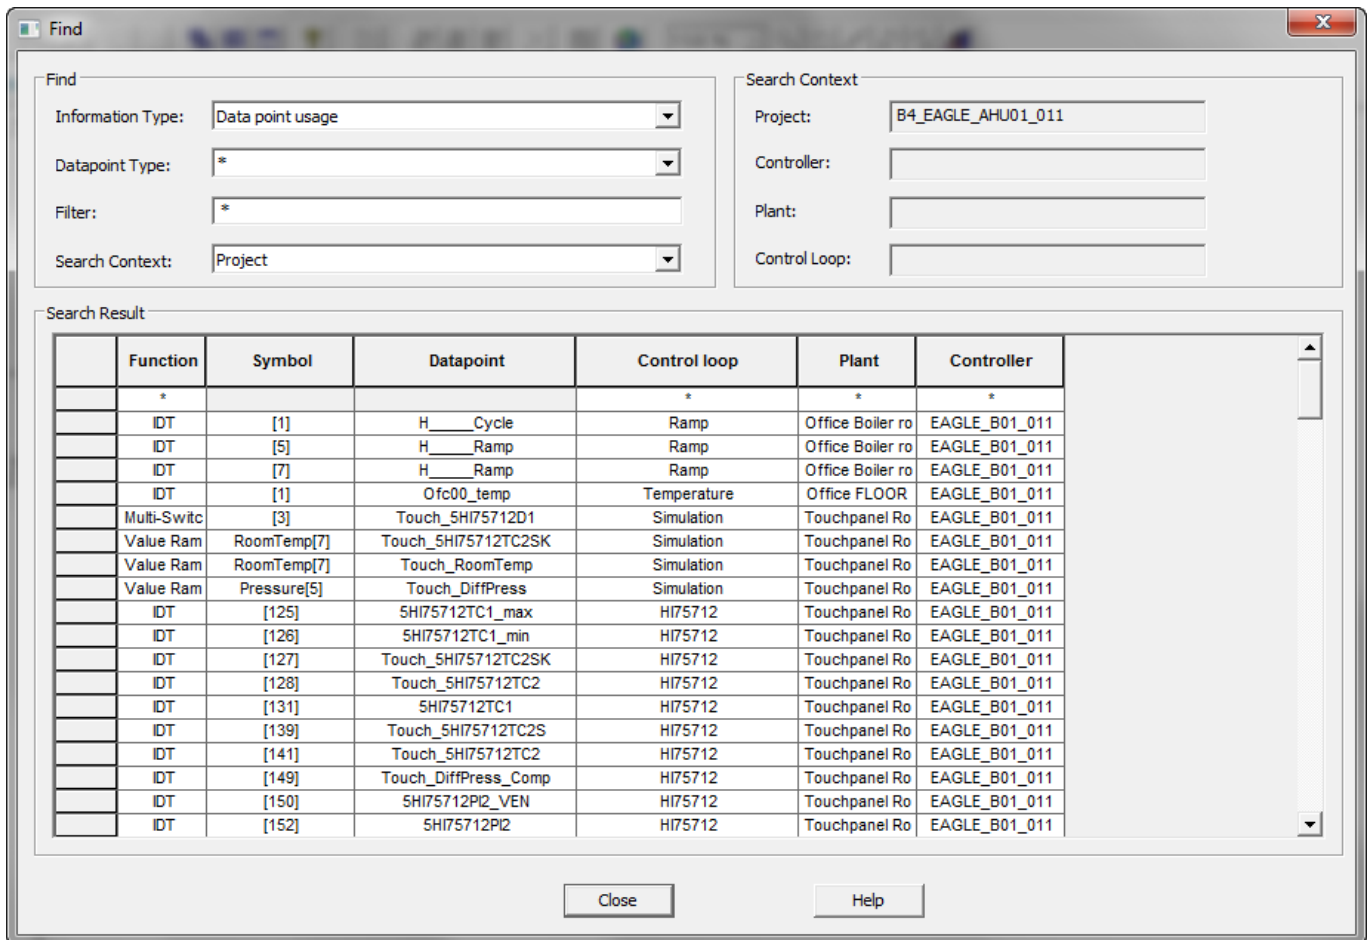 Find
Find
Information Type: Data point usage
Datapoint Type: *
Filter: *
Search Context: Project
Search Context
Project: B4_EAGLE_AHU01_011
Controller:
Plant:
Control Loop:
Search Result
Function Symbol Datapoint Control loop Plant Controller
* * * *
IDT [1] H_____Cycle Ramp Office Boiler ro EAGLE_B01_011
IDT [5] H_____Ramp Ramp Office Boiler ro EAGLE_B01_011
IDT [7] H_____Ramp Ramp Office Boiler ro EAGLE_B01_011
IDT [1] Ofc00_temp Temperature Office FLOOR EAGLE_B01_011
Multi-Switc [3] Touch_5HI75712D1 Simulation Touchpanel Ro EAGLE_B01_011
Value Ram RoomTemp[7] Touch_5HI75712TC2SK Simulation Touchpanel Ro EAGLE_B01_011
Value Ram RoomTemp[7] Touch_RoomTemp Simulation Touchpanel Ro EAGLE_B01_011
Value Ram Pressure[5] Touch_DiffPress Simulation Touchpanel Ro EAGLE_B01_011
IDT [125] 5HI75712TC1_max HI75712 Touchpanel Ro EAGLE_B01_011
IDT [126] 5HI75712TC1_min HI75712 Touchpanel Ro EAGLE_B01_011
IDT [127] Touch_5HI75712TC2SK HI75712 Touchpanel Ro EAGLE_B01_011
IDT [128] Touch_5HI75712TC2 HI75712 Touchpanel Ro EAGLE_B01_011
IDT [131] 5HI75712TC1 HI75712 Touchpanel Ro EAGLE_B01_011
IDT [139] Touch_5HI75712TC2S HI75712 Touchpanel Ro EAGLE_B01_011
IDT [141] Touch_5HI75712TC2 HI75712 Touchpanel Ro EAGLE_B01_011
IDT [149] Touch_DiffPress_Comp HI75712 Touchpanel Ro EAGLE_B01_011
IDT [150] 5HI75712PI2_VEN HI75712 Touchpanel Ro EAGLE_B01_011
IDT [152] 5HI75712PI2 HI75712 Touchpanel Ro EAGLE_B01_011
Close Help